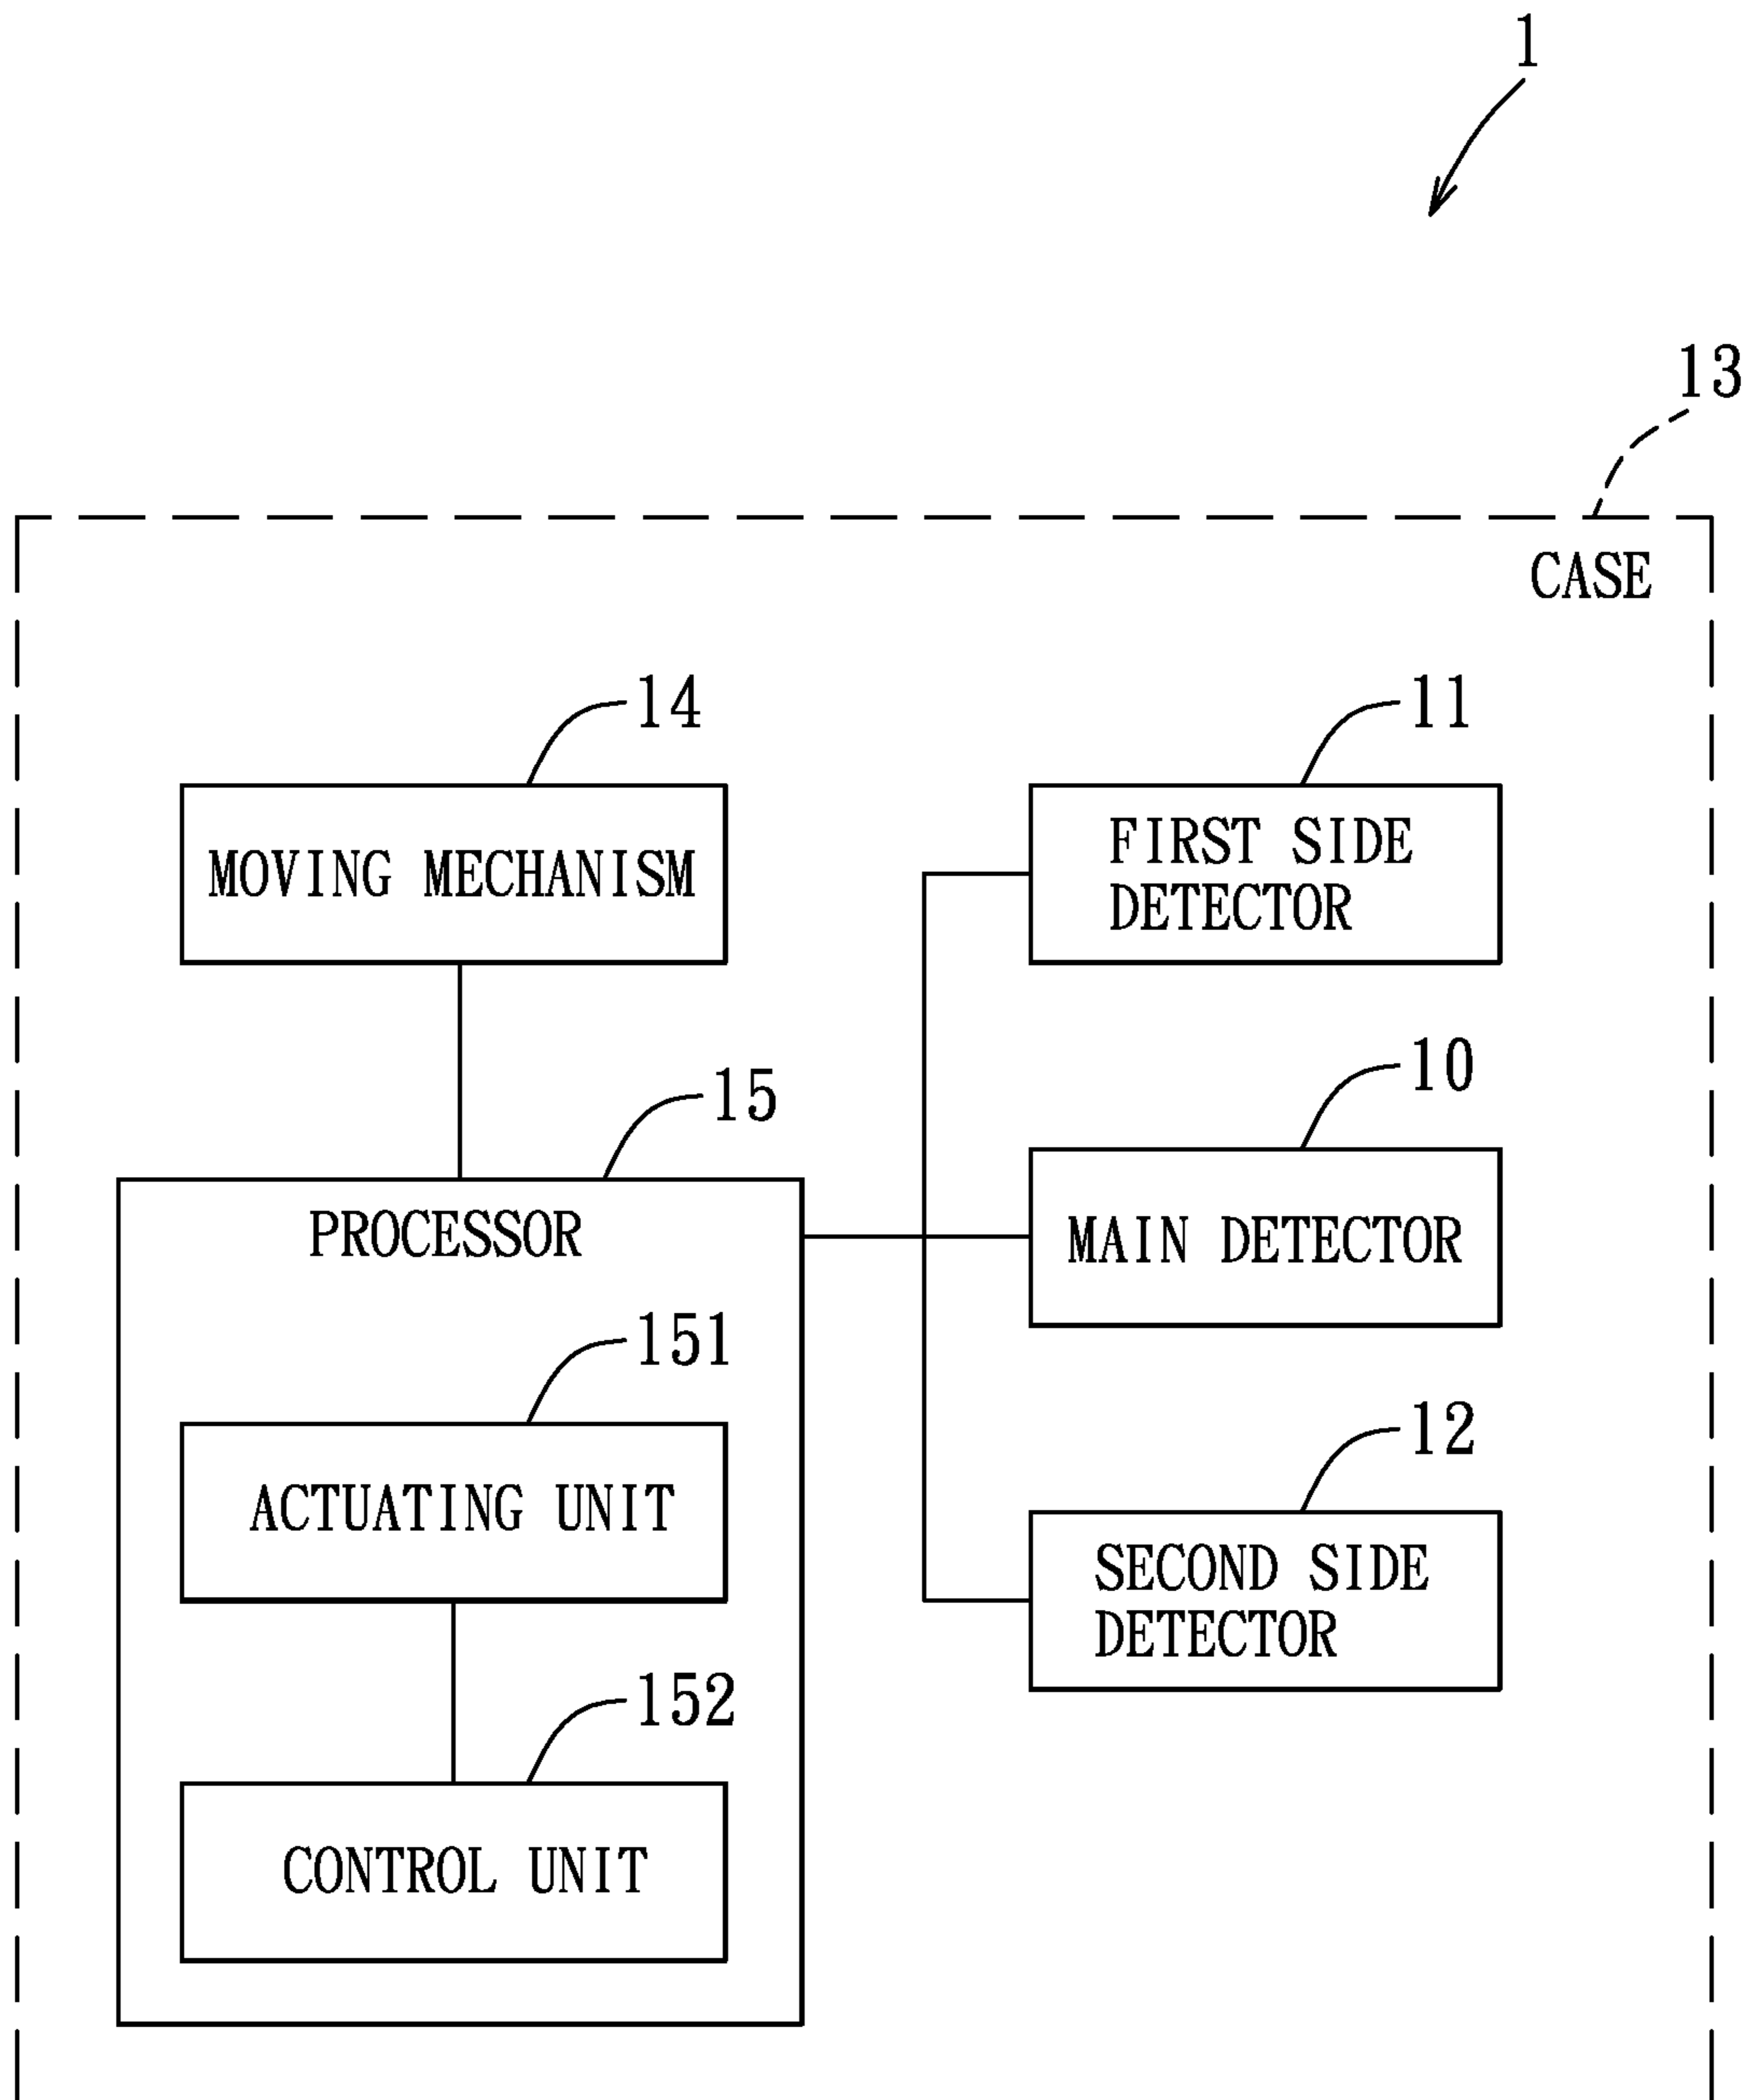 1
13
CASE
14
MOVING MECHANISM
11
FIRST SIDE
DETECTOR
15
PROCESSOR
10
MAIN DETECTOR
151
ACTUATING UNIT
12
SECOND SIDE
DETECTOR
152
CONTROL UNIT